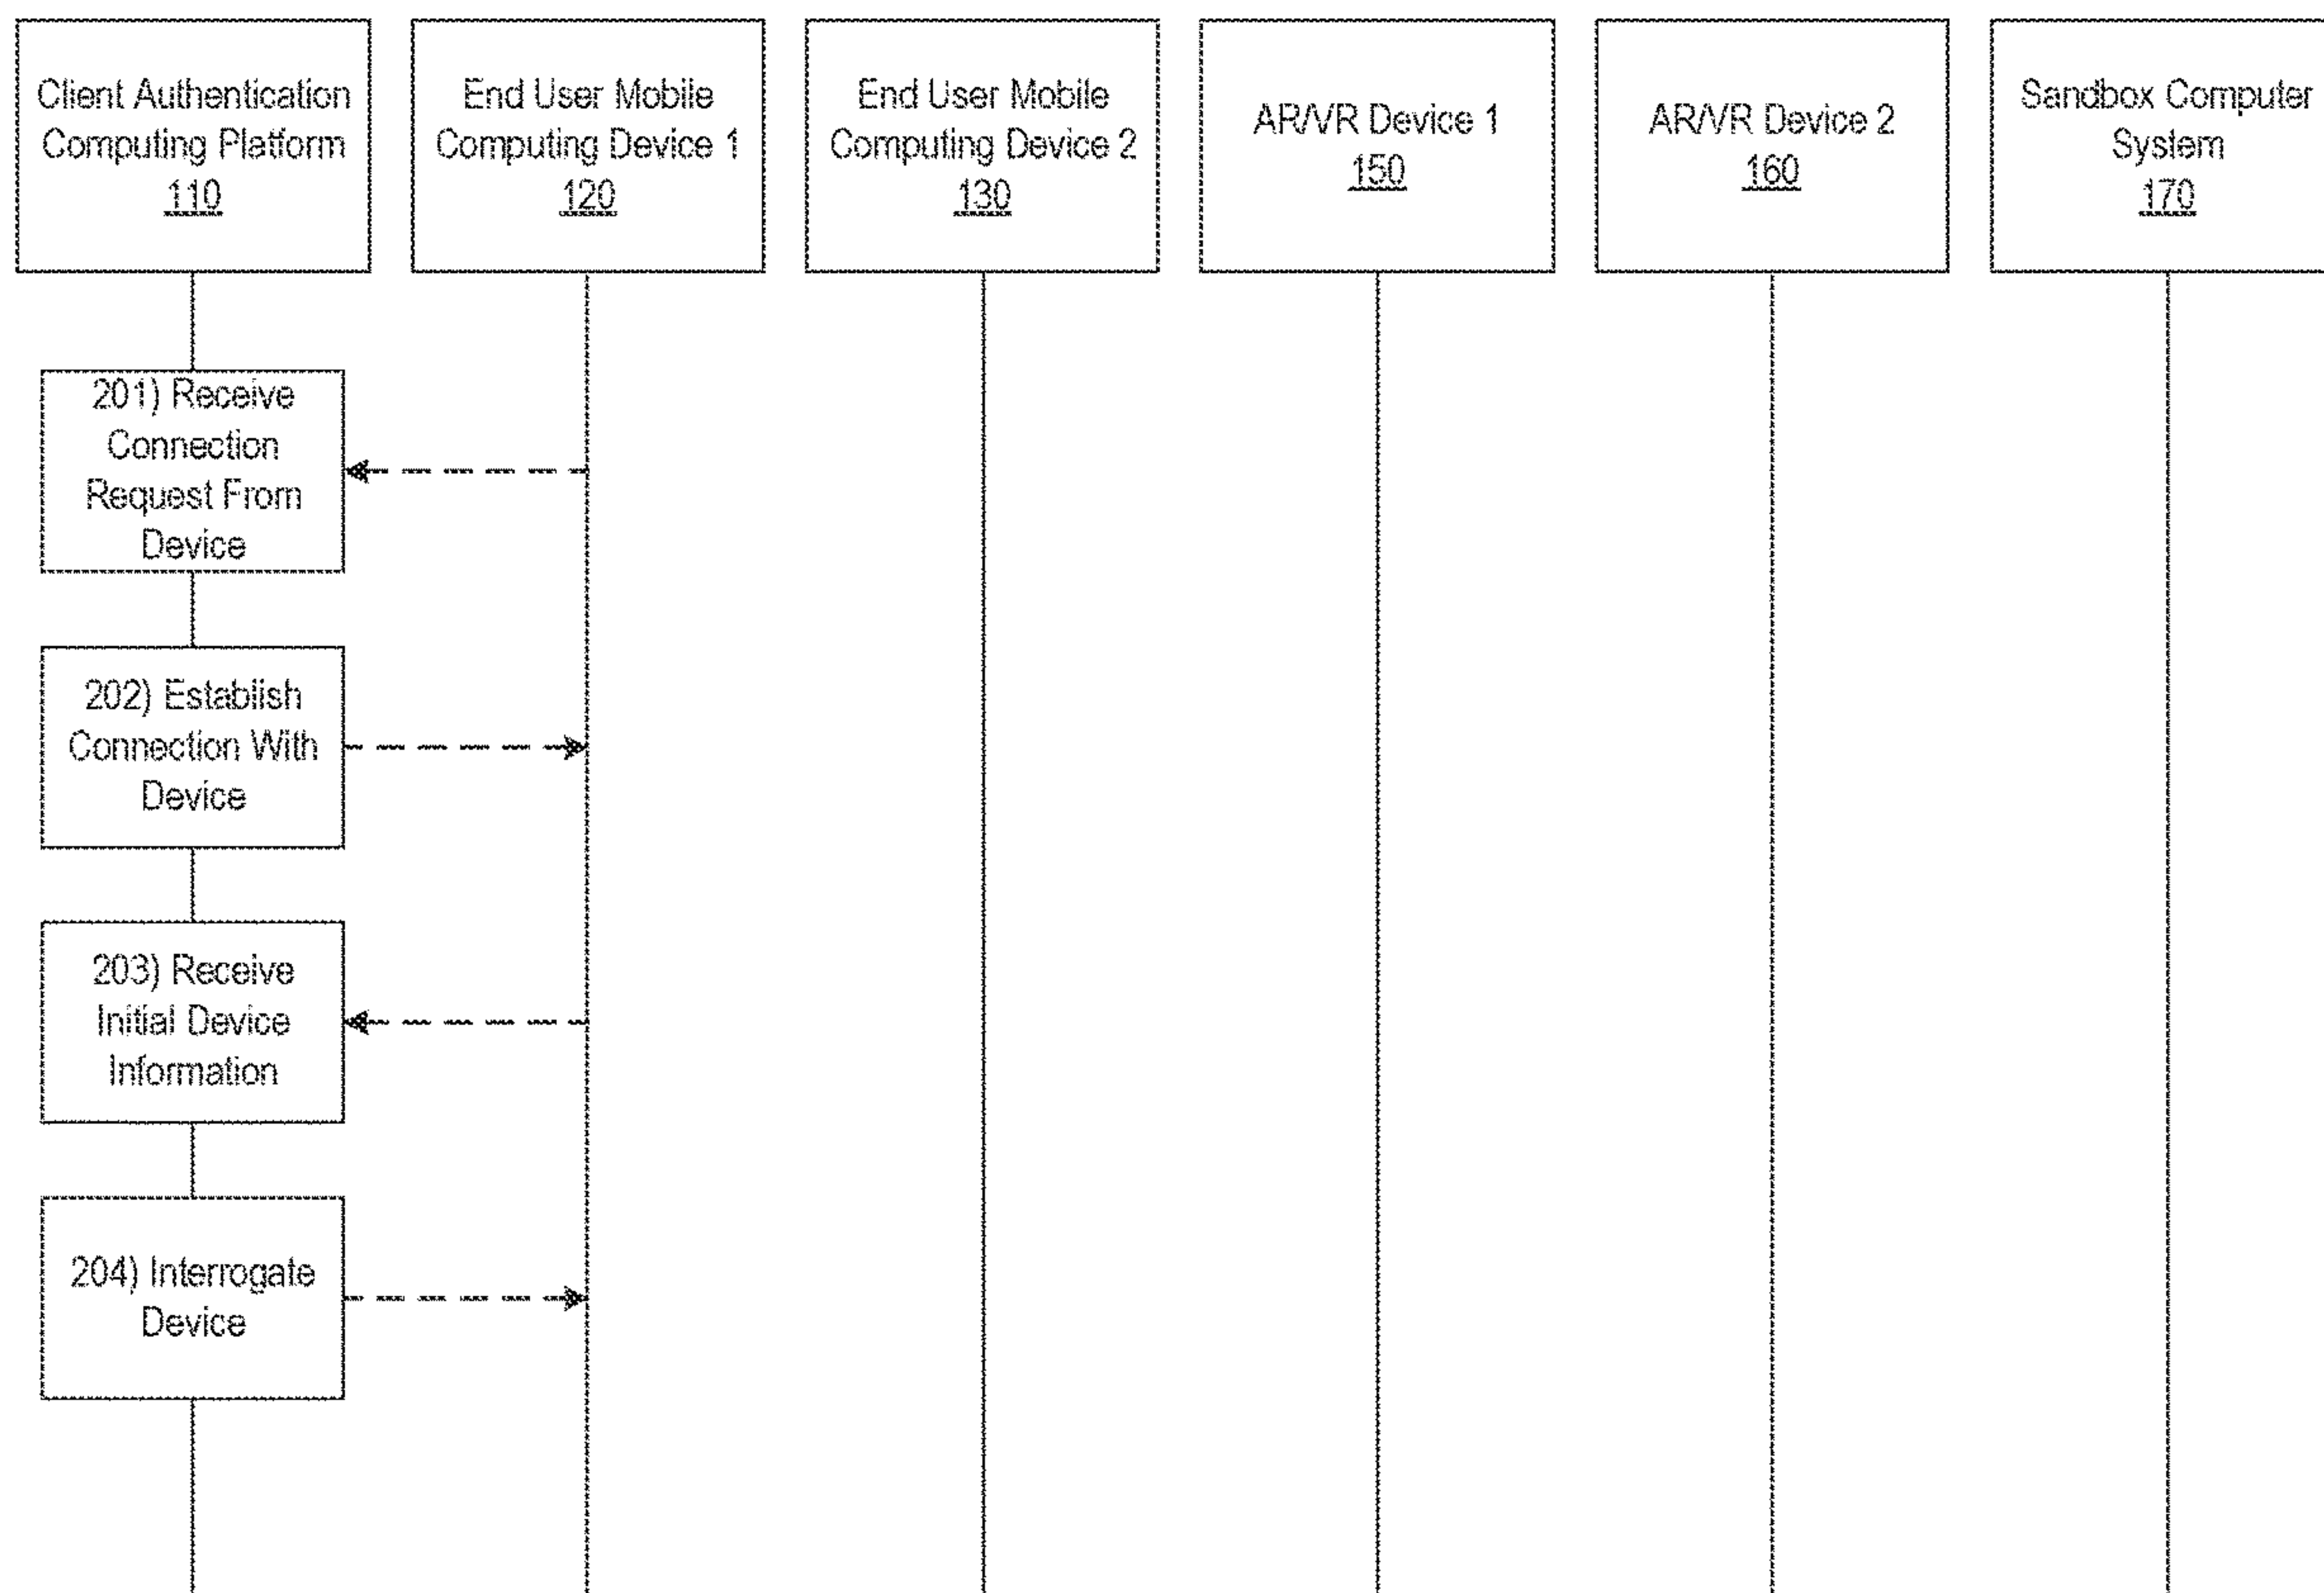 Client Authentication
Computing Platform
110
End User Mobile
Computing Device 1
120
End User Mobile
Computing Device 2
130
AR/VR Device 1
150
AR/VR Device 2
160
Sandbox Computer
System
170
201) Receive
Connection
Request From
Device
202) Establish
Connection With
Device
203) Receive
Initial Device
Information
204) Interrogate
Device